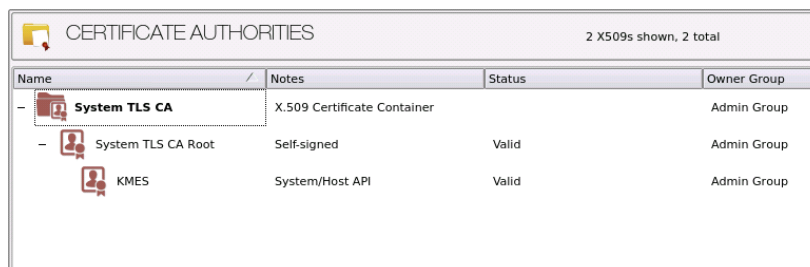 CERTIFICATE AUTHORITIES 2 X509s shown, 2 total
Name Notes Status Owner Group
System TLS CA X.509 Certificate Container Admin Group
System TLS CA Root Self-signed Valid Admin Group
KMES System/Host API Valid Admin Group